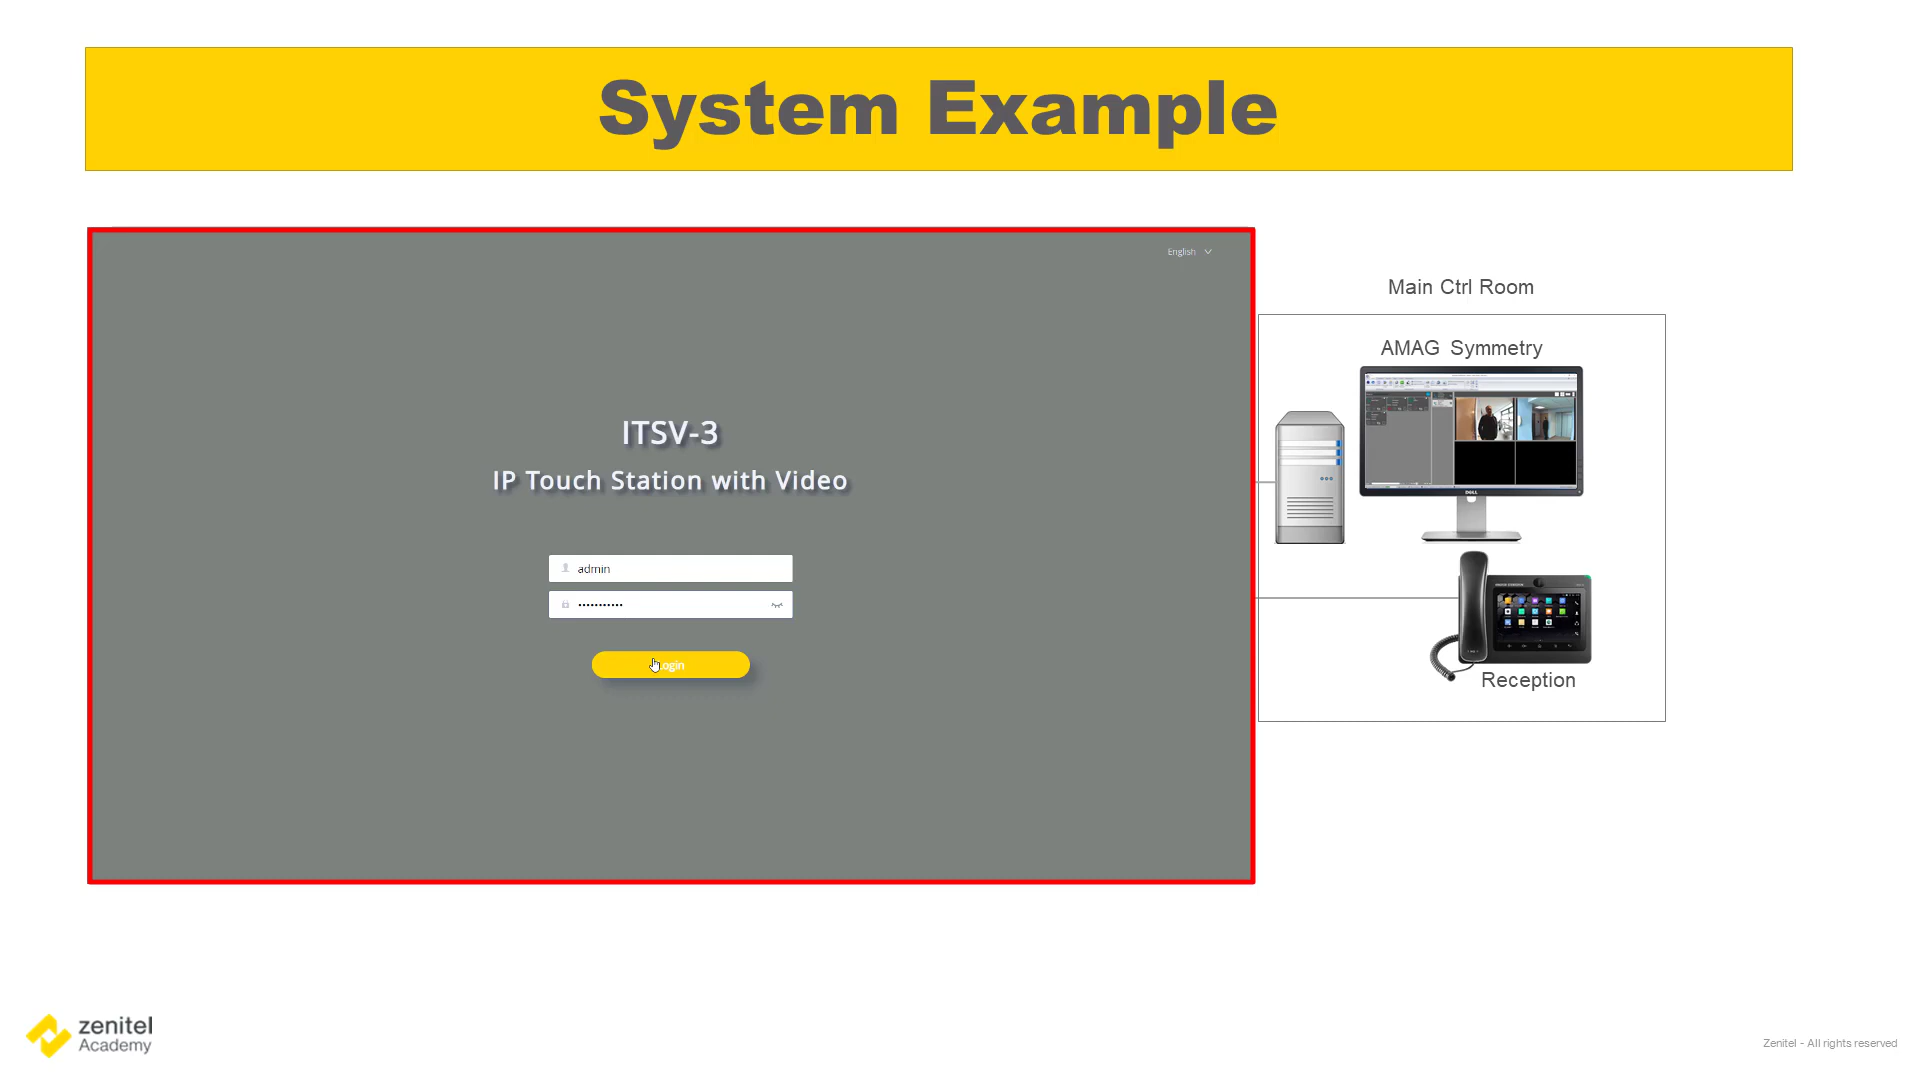 System Example
English
ITSV-3
IP Touch Station with Video
admin
Login
Main Ctrl Room
AMAG Symmetry
DELL
Reception
zenitel
Academy
Zenitel - All rights reserved